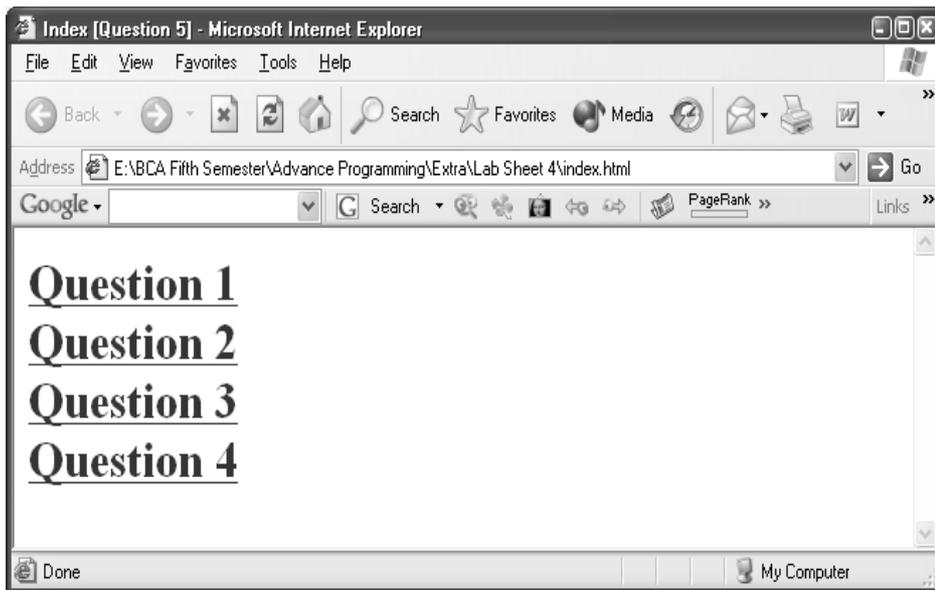 Index [Question 5] - Microsoft Internet Explorer
File Edit View Favorites Tools Help
Back Search Favorites Media W
Address E:\BCA Fifth Semester\Advance Programming\Extra\Lab Sheet 4\index.html Go
Google G Search PageRank » Links »
Question 1
Question 2
Question 3
Question 4
Done My Computer